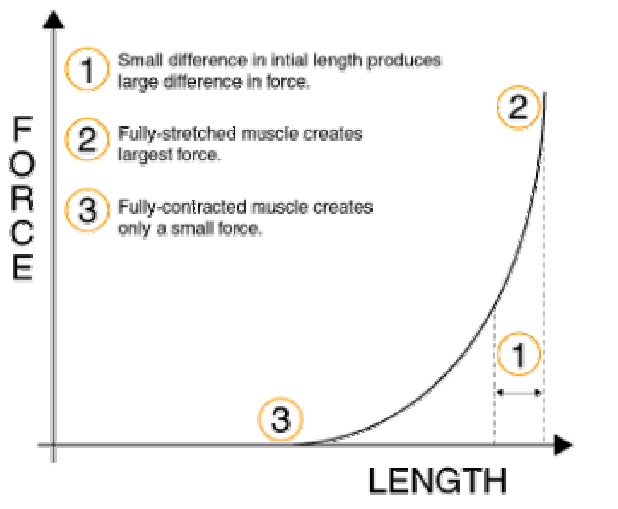 FORCE
1 Small difference in intial length produces
large difference in force.
2 Fully-stretched muscle creates
largest force.
3 Fully-contracted muscle creates
only a small force.
2
1
3
LENGTH